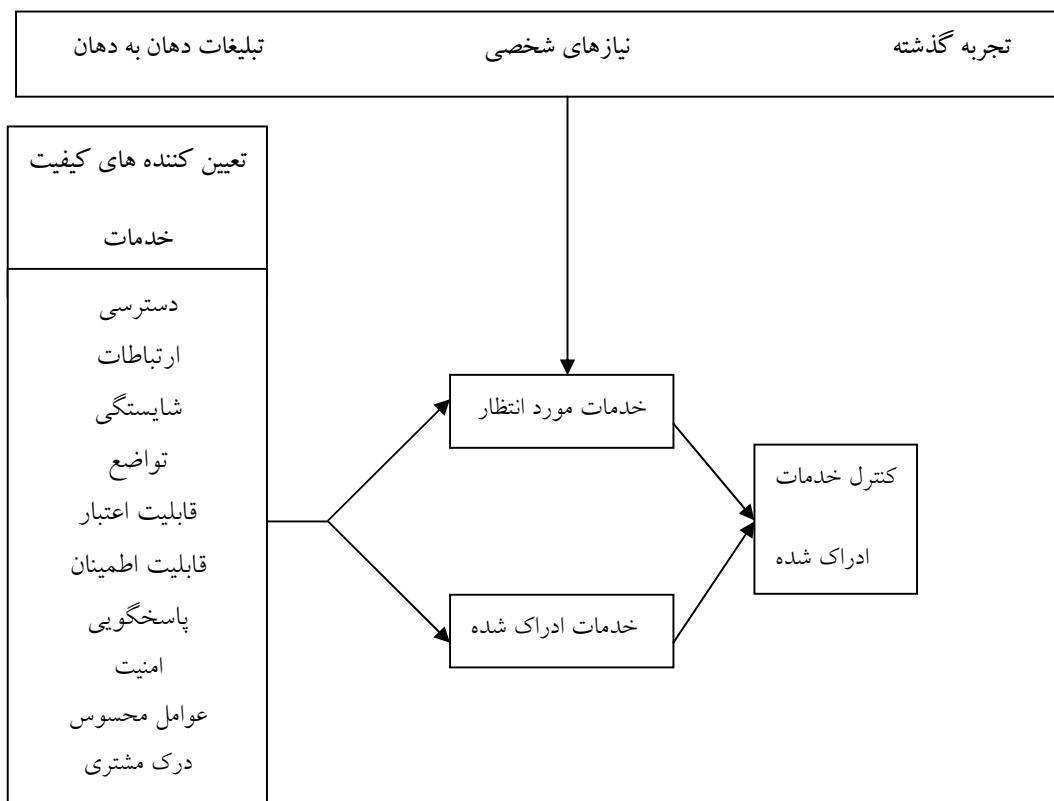 تجربه گذشته
نیازهای شخصی
تبلیغات دهان به دهان
تعیین کننده های کیفیت
خدمات
دسترسی
ارتباطات
شایستگی
تواضع
قابلیت اعتبار
قابلیت اطمینان
پاسخگویی
امنیت
عوامل محسوس
درک مشتری
خدمات مورد انتظار
خدمات ادراک شده
کنترل خدمات
ادراک شده